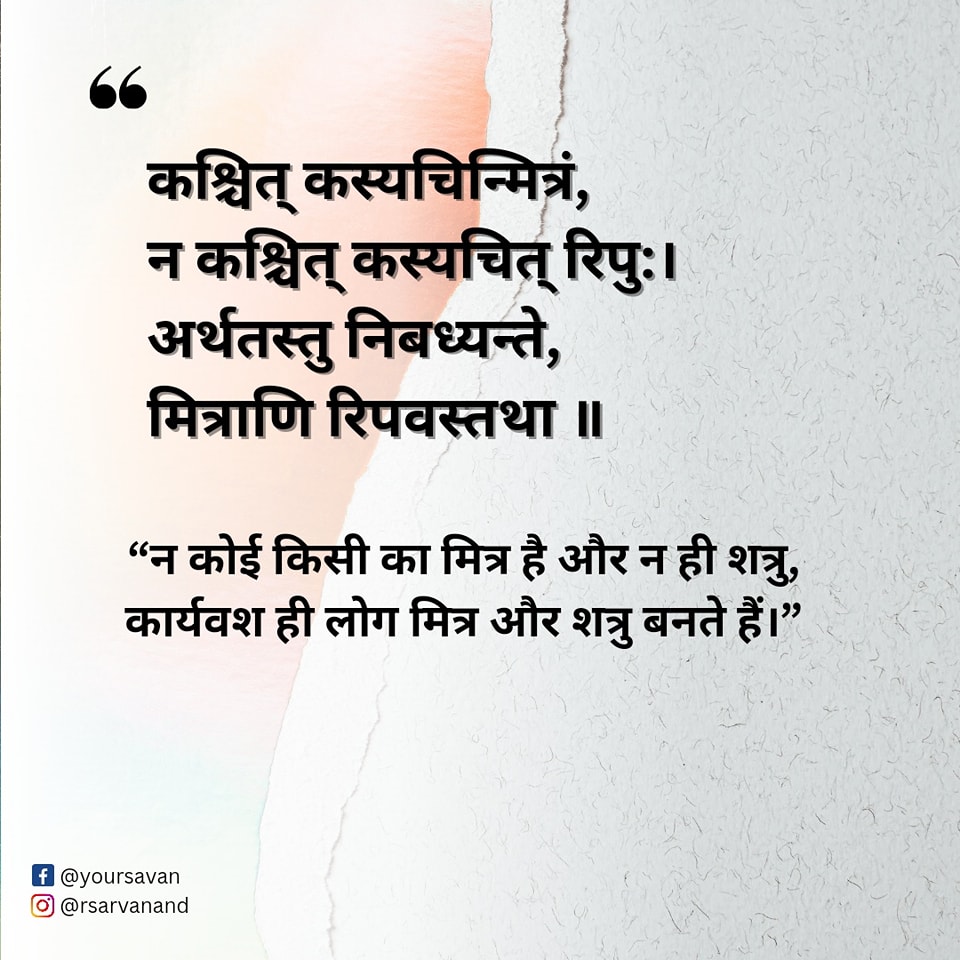 “
कश्चित् कस्यचिन्मित्रं,
न कश्चित् कस्यचित् रिपु:।
अर्थतस्तु निबध्यन्ते,
मित्राणि रिपवस्तथा ॥
“न कोई किसी का मित्र है और न ही शत्रु,
कार्यवश ही लोग मित्र और शत्रु बनते हैं।”
@yoursavan
@rsarvanand